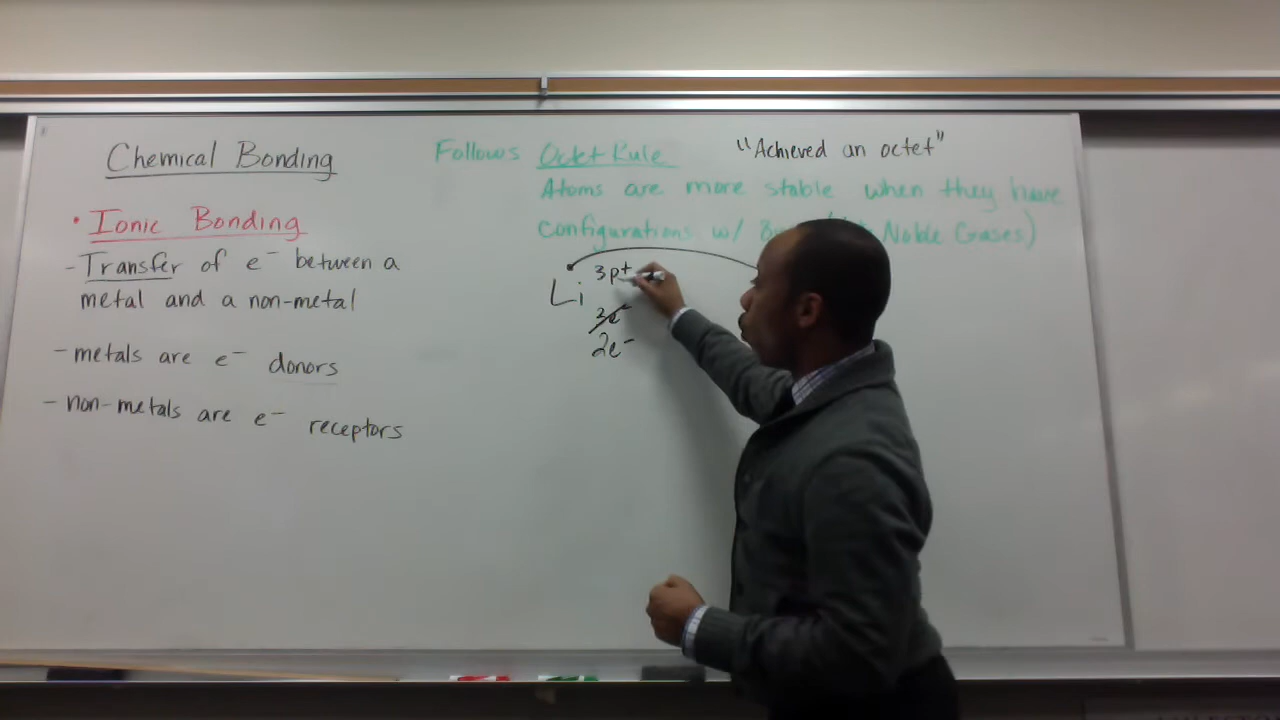 Chemical Bonding
• Ionic Bonding
- Transfer of e⁻ between a
metal and a non-metal
- metals are e⁻ donors
- non-metals are e⁻ receptors
Follows Octet Rule "Achieved an octet"
Atoms are more stable when they have
configurations w/ Noble Gases)
Li 3p⁺
2e⁻